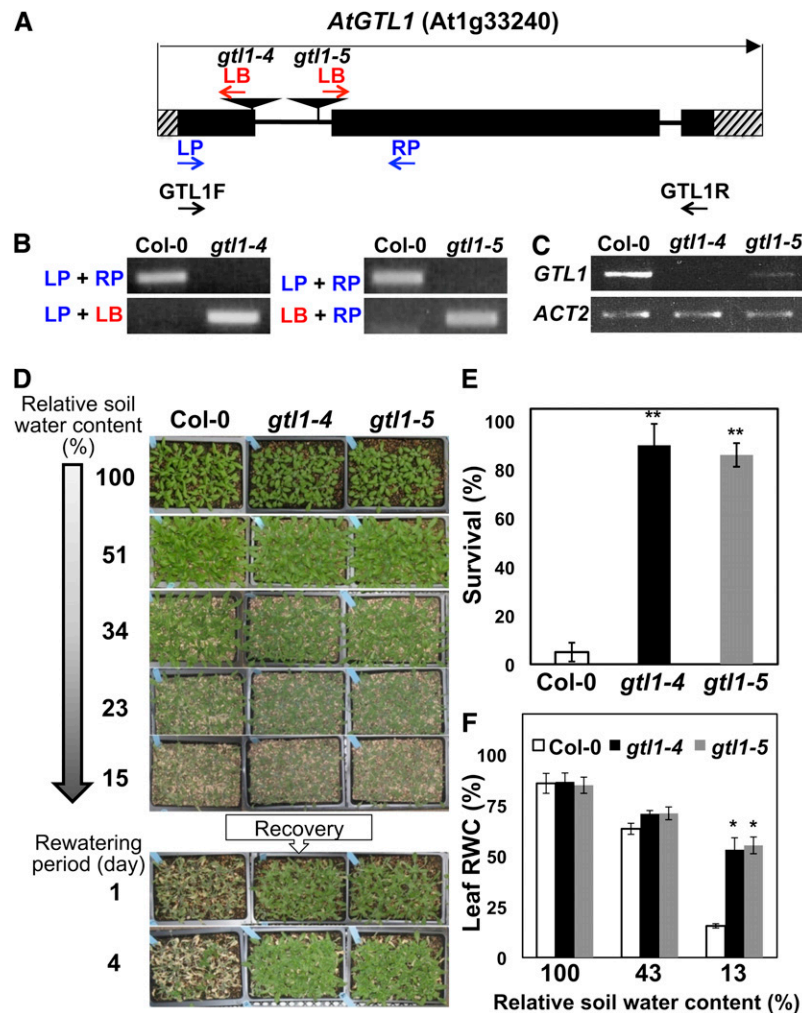 A
AtGTL1 (At1g33240)
gtl1-4 gtl1-5
LB LB
LP RP
GTL1F GTL1R
B
Col-0 gtl1-4 Col-0 gtl1-5
LP + RP LP + RP
LP + LB LB + RP
C
Col-0 gtl1-4 gtl1-5
GTL1
ACT2
D
Relative soil
water content
(%)
Col-0 gtl1-4 gtl1-5
100
51
34
23
15
Recovery
Rewatering
period (day)
1
4
E
Survival (%)
100
80
60
40
20
0
** **
Col-0 gtl1-4 gtl1-5
F
Col-0 gtl1-4 gtl1-5
Leaf RWC (%)
100
75
50
25
0
* *
100 43 13
Relative soil water content (%)